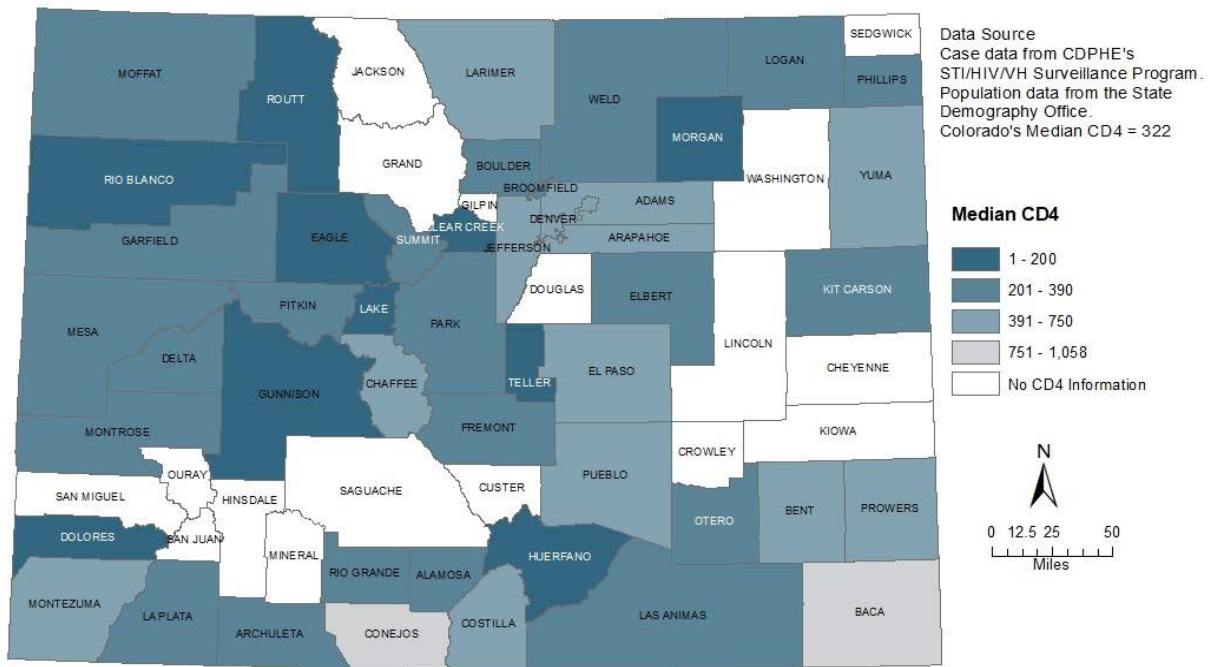 SEDGWICK
LOGAN
LARIMER
JACKSON
MOFFAT
PHILLIPS
ROUTT
WELD
MORGAN
GRAND
BOULDER
RIO BLANCO
YUMA
WASHINGTON
BROOMFIELD
GILPIN
ADAMS
DENVER
CLEAR CREEK
EAGLE
SUMMIT
GARFIELD
ARAPAHOE
JEFFERSON
DOUGLAS
ELBERT
KIT CARSON
PITKIN
LAKE
PARK
MESA
LINCOLN
DELTA
CHEYENNE
EL PASO
TELLER
CHAFFEE
GUNNISON
FREMONT
MONTROSE
KIOWA
CROWLEY
PUEBLO
OURAY
SAGUACHE
CUSTER
HINSDALE
SAN MIGUEL
PROWERS
BENT
OTERO
DOLORES
SAN JUAN
MINERAL
HUERFANO
RIO GRANDE
ALAMOSA
MONTEZUMA
LA PLATA
BACA
LAS ANIMAS
COSTILLA
CONEJOS
ARCHULETA
Data Source
Case data from CDPHE's
STI/HIV/VH Surveillance Program.
Population data from the State
Demography Office.
Colorado's Median CD4 = 322
Median CD4
1 - 200
201 - 390
391 - 750
751 - 1,058
No CD4 Information
N
0 12.5 25 50
Miles